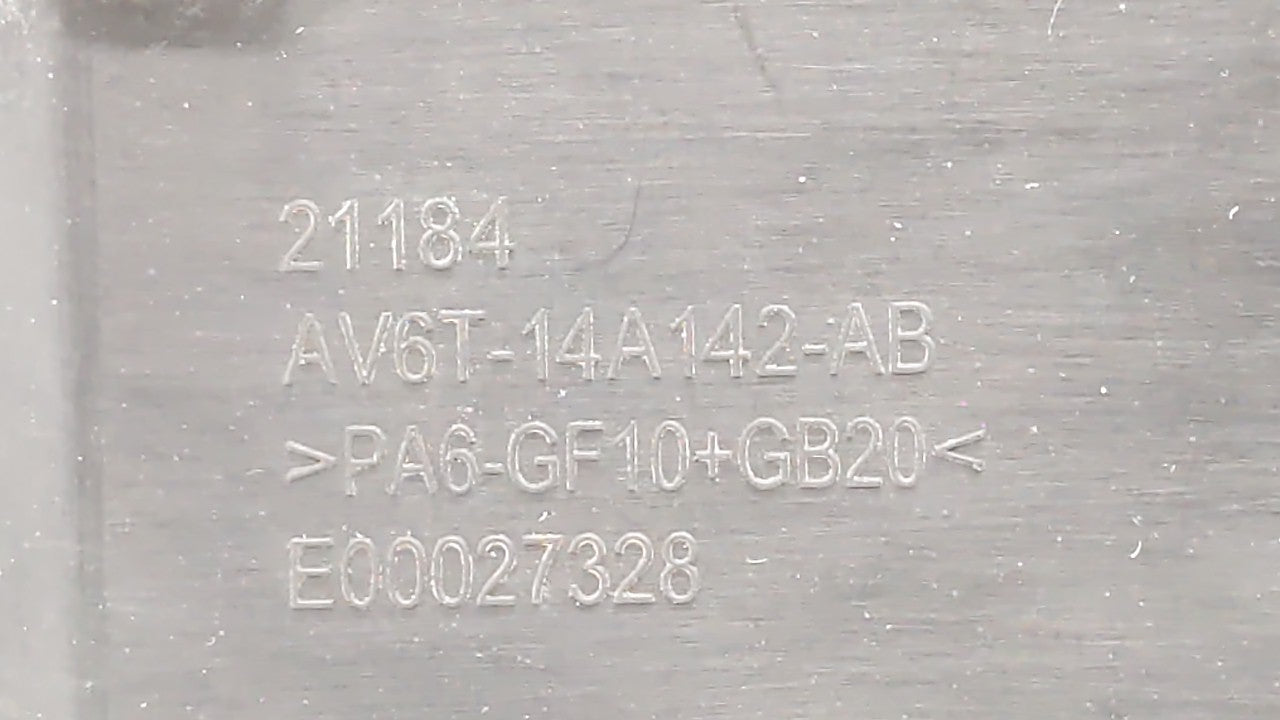 21184
AV6T-14A142-AB
>PA6-GF10+GB20<
E00027328